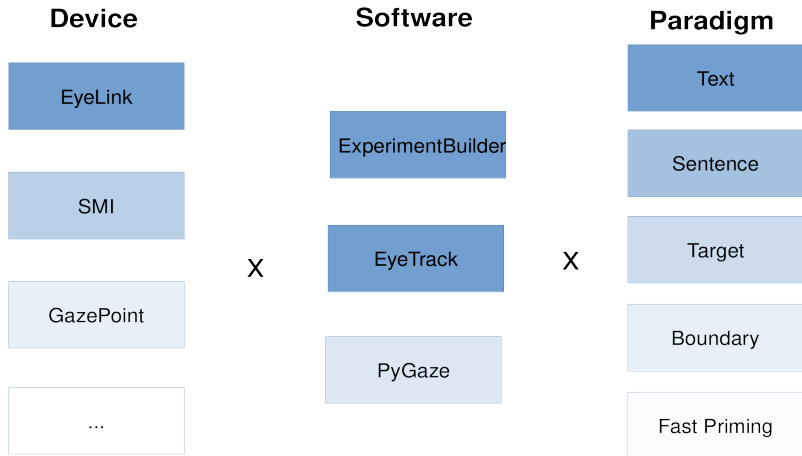 Device
Software
Paradigm
EyeLink
SMI
GazePoint
...
x
ExperimentBuilder
EyeTrack
PyGaze
x
Text
Sentence
Target
Boundary
Fast Priming